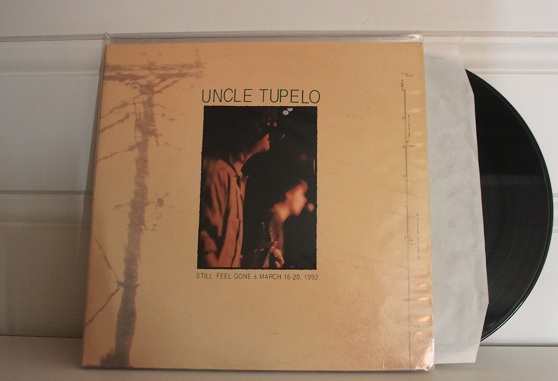 UNCLE TUPELO
STILL FEEL GONE & MARCH 16-20, 1992